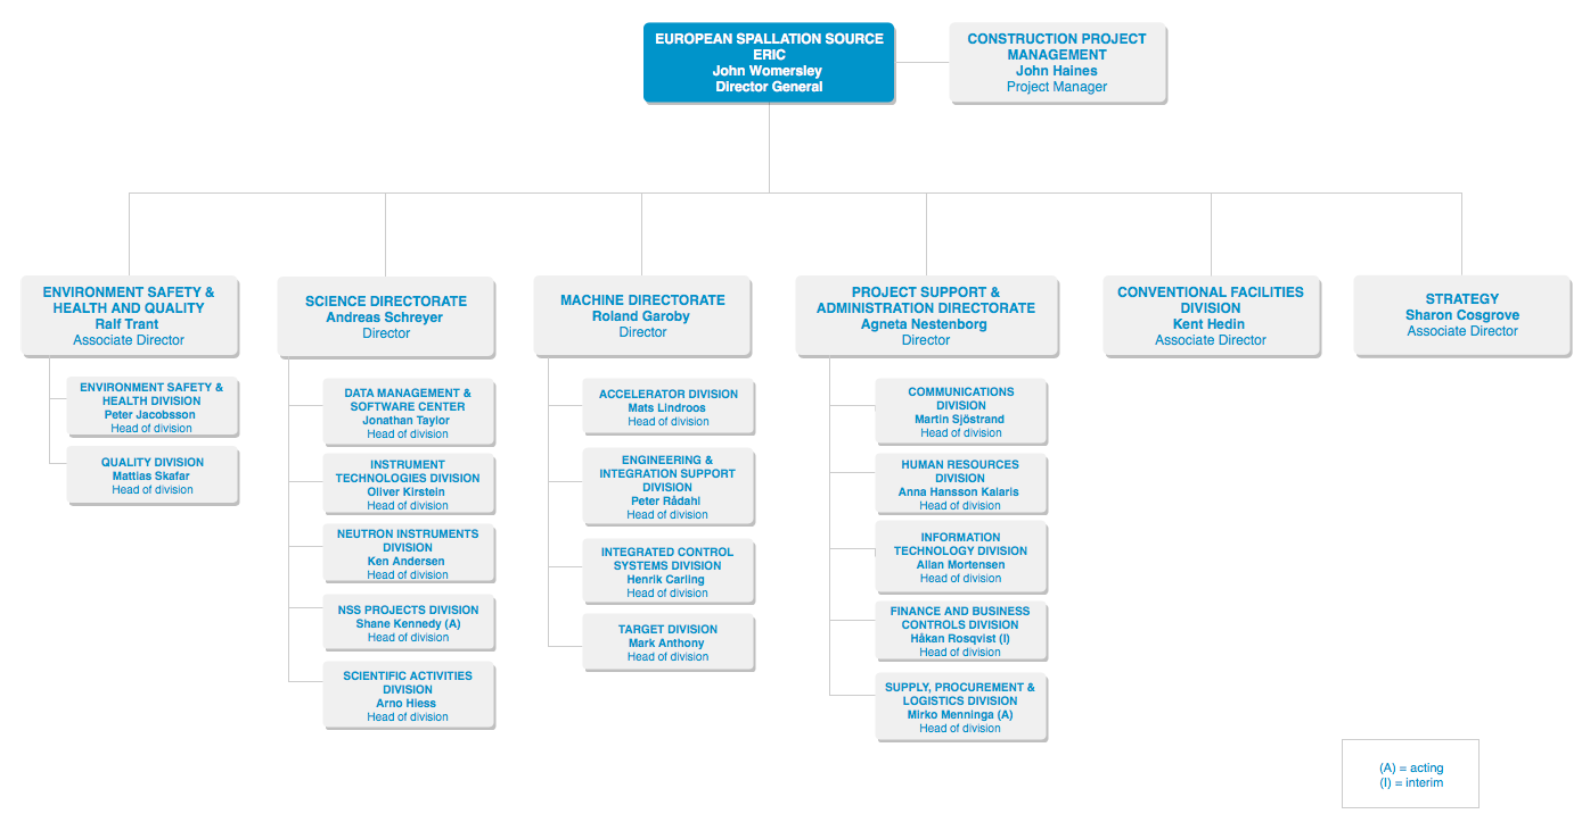 EUROPEAN SPALLATION SOURCE
ERIC
John Womersley
Director General
CONSTRUCTION PROJECT
MANAGEMENT
John Haines
Project Manager
ENVIRONMENT SAFETY &
HEALTH AND QUALITY
Ralf Trant
Associate Director
ENVIRONMENT SAFETY &
HEALTH DIVISION
Peter Jacobsson
Head of division
QUALITY DIVISION
Mattias Skafar
Head of division
SCIENCE DIRECTORATE
Andreas Schreyer
Director
DATA MANAGEMENT &
SOFTWARE CENTER
Jonathan Taylor
Head of division
INSTRUMENT
TECHNOLOGIES DIVISION
Oliver Kirstein
Head of division
NEUTRON INSTRUMENTS
DIVISION
Ken Andersen
Head of division
NSS PROJECTS DIVISION
Shane Kennedy (A)
Head of division
SCIENTIFIC ACTIVITIES
DIVISION
Arno Hiess
Head of division
MACHINE DIRECTORATE
Roland Garoby
Director
ACCELERATOR DIVISION
Mats Lindroos
Head of division
ENGINEERING &
INTEGRATION SUPPORT
DIVISION
Peter Rådahl
Head of division
INTEGRATED CONTROL
SYSTEMS DIVISION
Henrik Carling
Head of division
TARGET DIVISION
Mark Anthony
Head of division
PROJECT SUPPORT &
ADMINISTRATION DIRECTORATE
Agneta Nestenborg
Director
COMMUNICATIONS
DIVISION
Martin Sjöstrand
Head of division
HUMAN RESOURCES
DIVISION
Anna Hansson Kalaris
Head of division
INFORMATION
TECHNOLOGY DIVISION
Allan Mortensen
Head of division
FINANCE AND BUSINESS
CONTROLS DIVISION
Håkan Rosqvist (I)
Head of division
SUPPLY, PROCUREMENT &
LOGISTICS DIVISION
Mirko Menninga (A)
Head of division
CONVENTIONAL FACILITIES
DIVISION
Kent Hedin
Associate Director
STRATEGY
Sharon Cosgrove
Associate Director
(A) = acting
(I) = interim